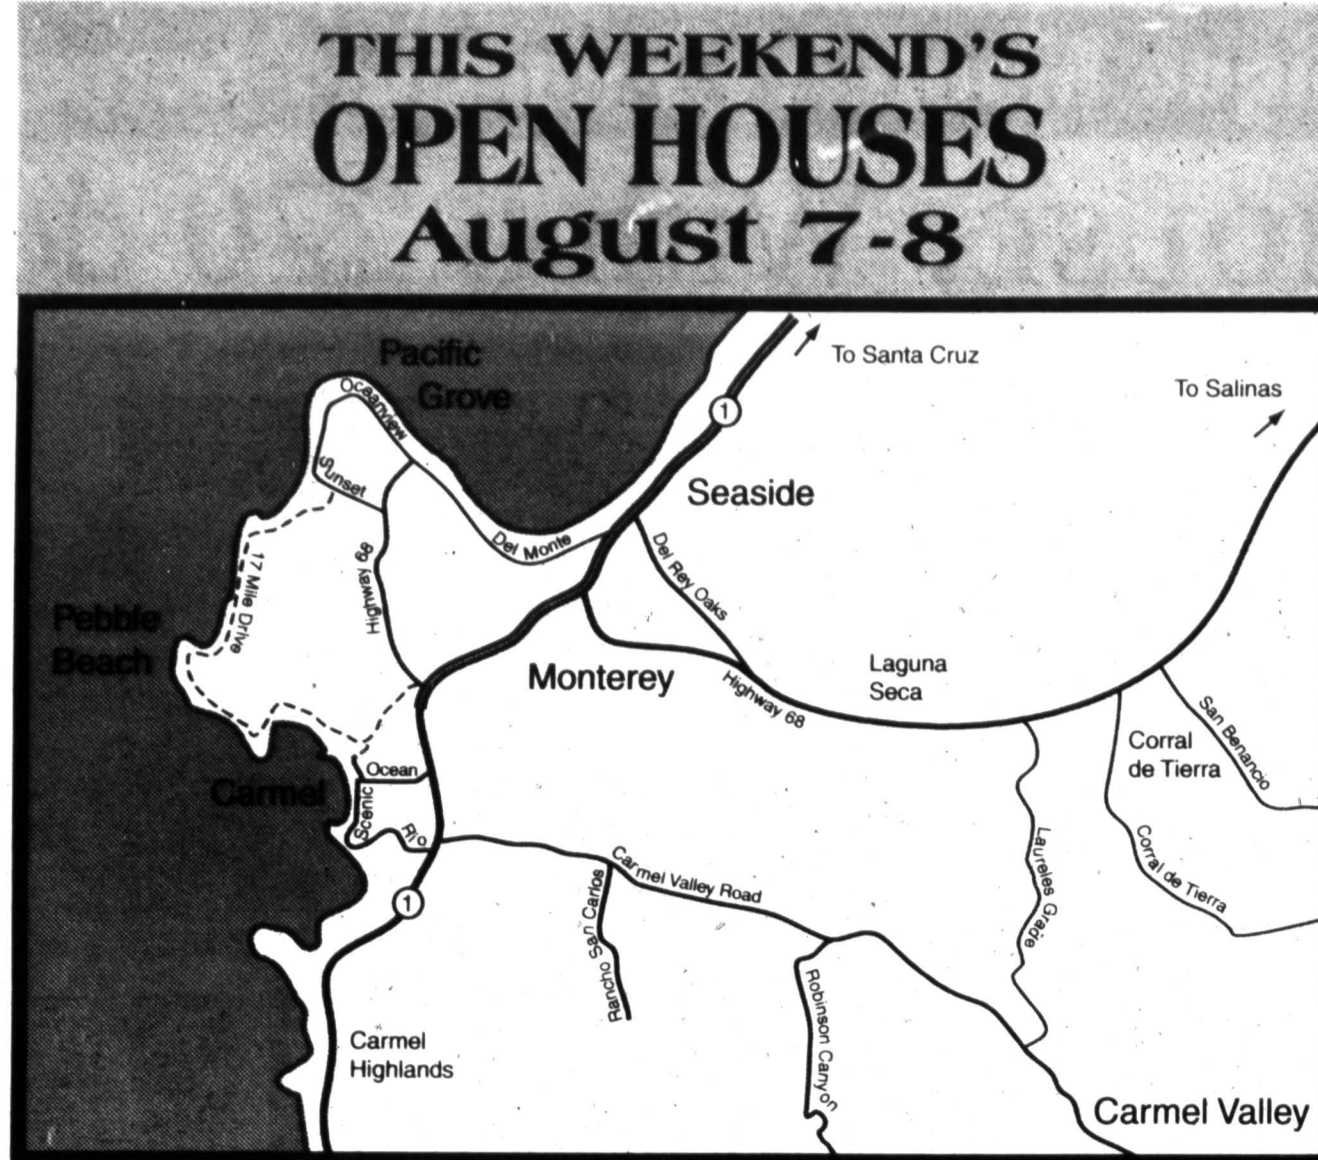 THIS WEEKEND'S
OPEN HOUSES
August 7-8
Pacific
Grove
To Santa Cruz
To Salinas
Oceanview
1
Sunset
Seaside
Del Monte
Del Rey Oaks
17 Mile Drive
Highway 68
Pebble
Beach
Monterey
Highway 68
Laguna
Seca
San Benancio
Corral
de Tierra
Ocean
Carmel
Scenic
Rio
Carmel Valley Road
Laureles Grade
Corral de Tierra
1
Rancho San Carlos
Robinson Canyon
Carmel
Highlands
Carmel Valley